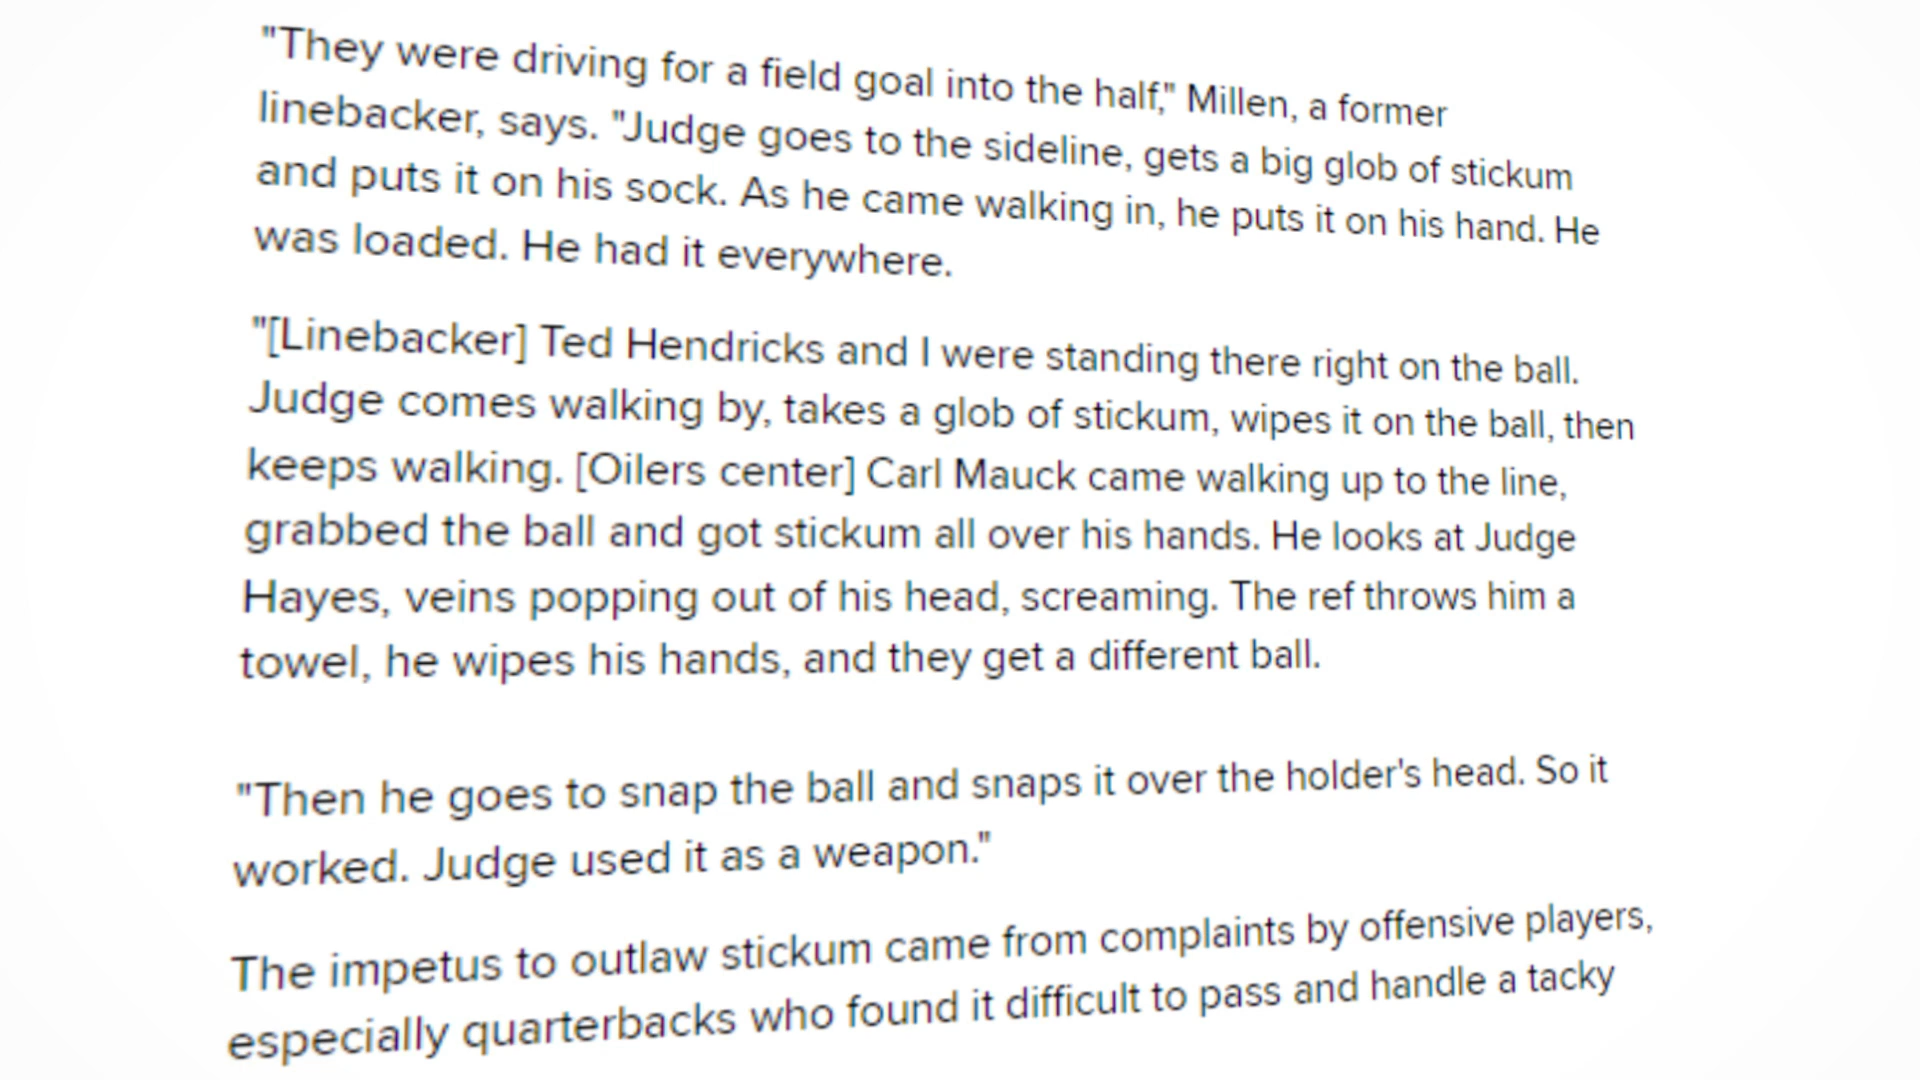 "They were driving for a field goal into the half," Millen, a former
linebacker, says. "Judge goes to the sideline, gets a big glob of stickum
and puts it on his sock. As he came walking in, he puts it on his hand. He
was loaded. He had it everywhere.
"[Linebacker] Ted Hendricks and I were standing there right on the ball.
Judge comes walking by, takes a glob of stickum, wipes it on the ball, then
keeps walking. [Oilers center] Carl Mauck came walking up to the line,
grabbed the ball and got stickum all over his hands. He looks at Judge
Hayes, veins popping out of his head, screaming. The ref throws him a
towel, he wipes his hands, and they get a different ball.
"Then he goes to snap the ball and snaps it over the holder's head. So it
worked. Judge used it as a weapon."
The impetus to outlaw stickum came from complaints by offensive players,
especially quarterbacks who found it difficult to pass and handle a tacky